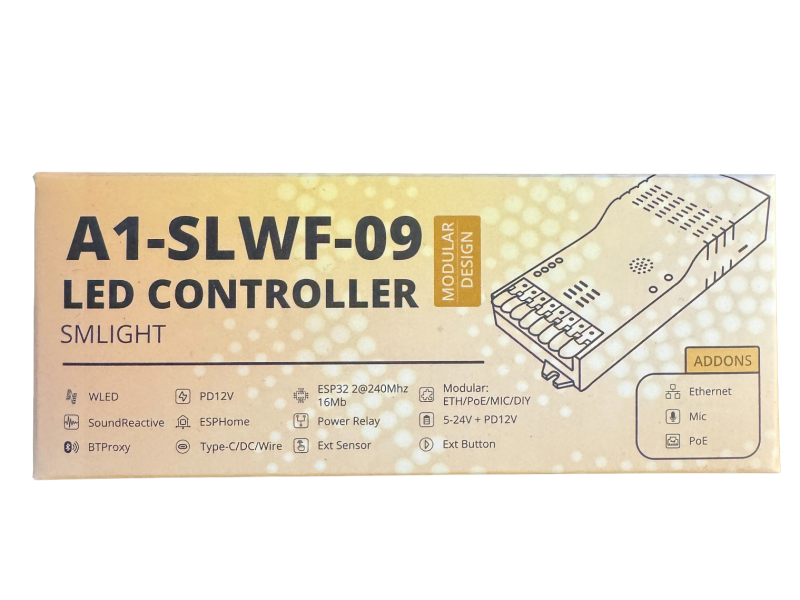 A1-SLWF-09
MODULAR
DESIGN
LED CONTROLLER
SMLIGHT
WLED
PD12V
ESP32 2@240Mhz
16Mb
Modular:
ETH/PoE/MIC/DIY
SoundReactive
ESPHome
Power Relay
5-24V + PD12V
BTProxy
Type-C/DC/Wire
Ext Sensor
Ext Button
ADDONS
Ethernet
Mic
PoE